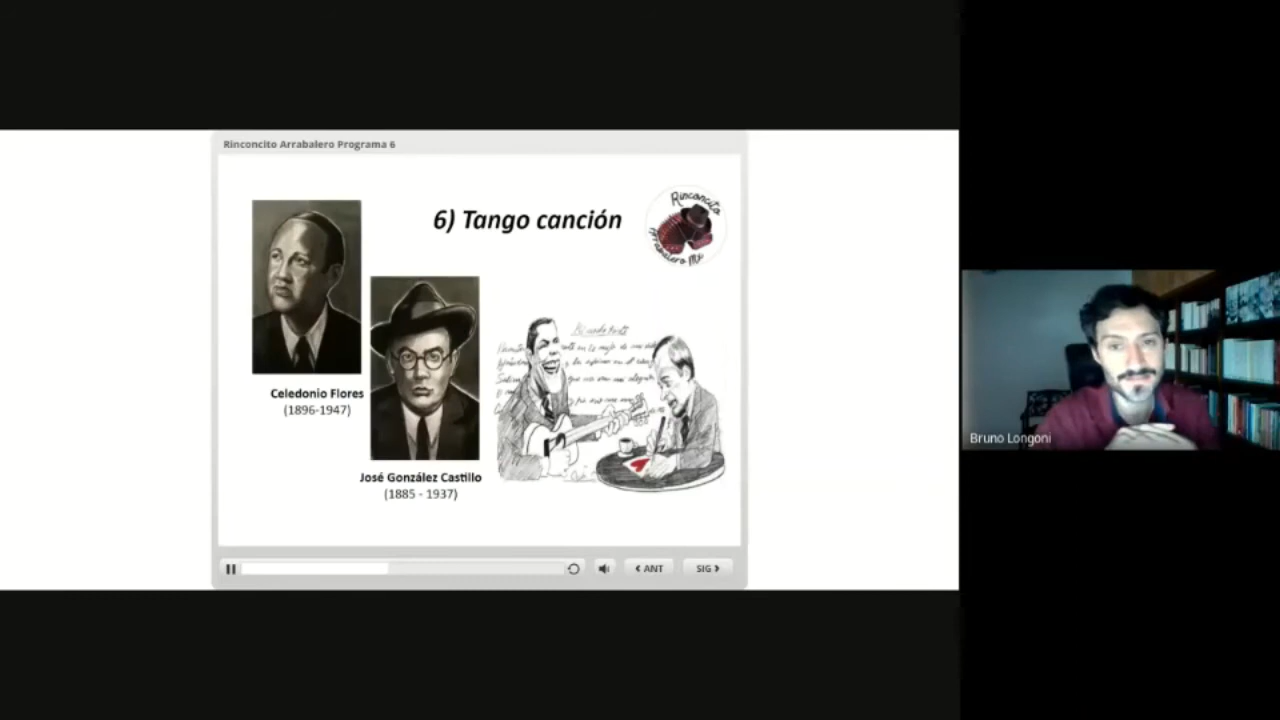 Rinconcito Arrabalero Programa 6
6) Tango canción
Rinconcito
Arrabalero Mx
Celedonio Flores
(1896-1947)
José González Castillo
(1885 - 1937)
ANT
SIG
Bruno Longoni